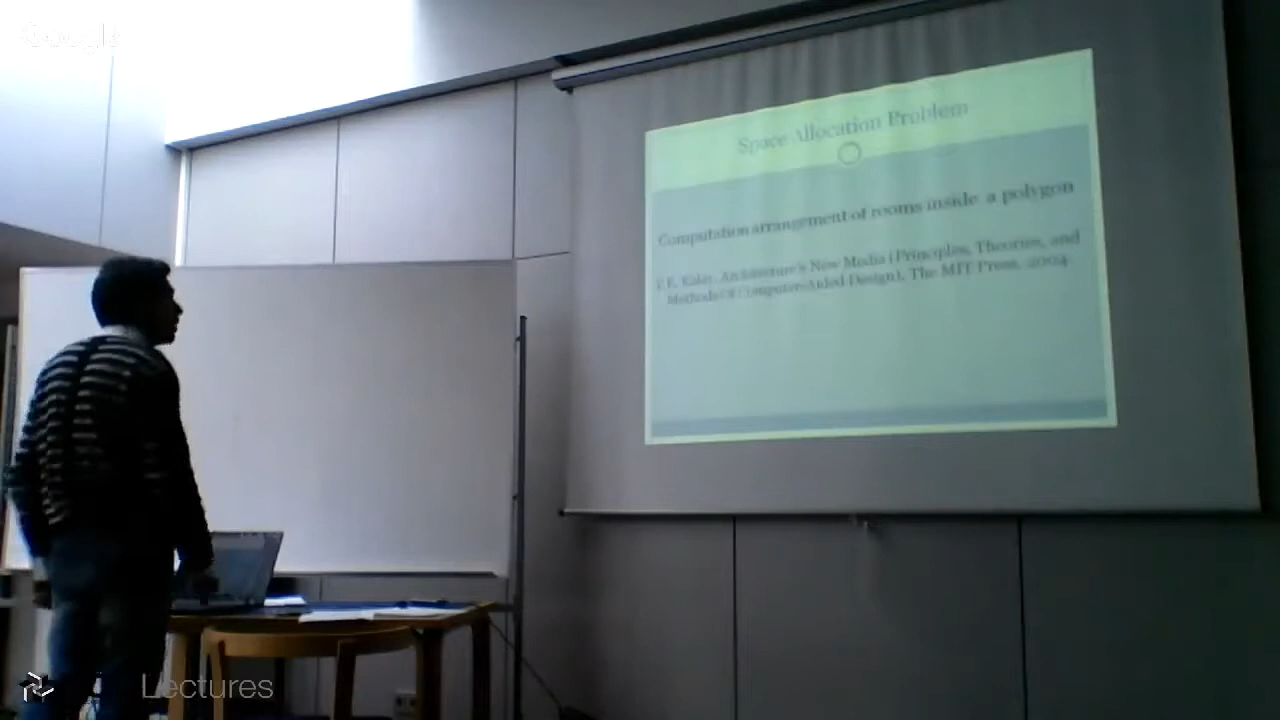 Google
Space Allocation Problem
Computation arrangement of rooms inside a polygon
Y.E. Kalay, Architecture's New Media (Principles, Theories, and
Methods of Computer-Aided Design), The MIT Press, 2004.
Lectures